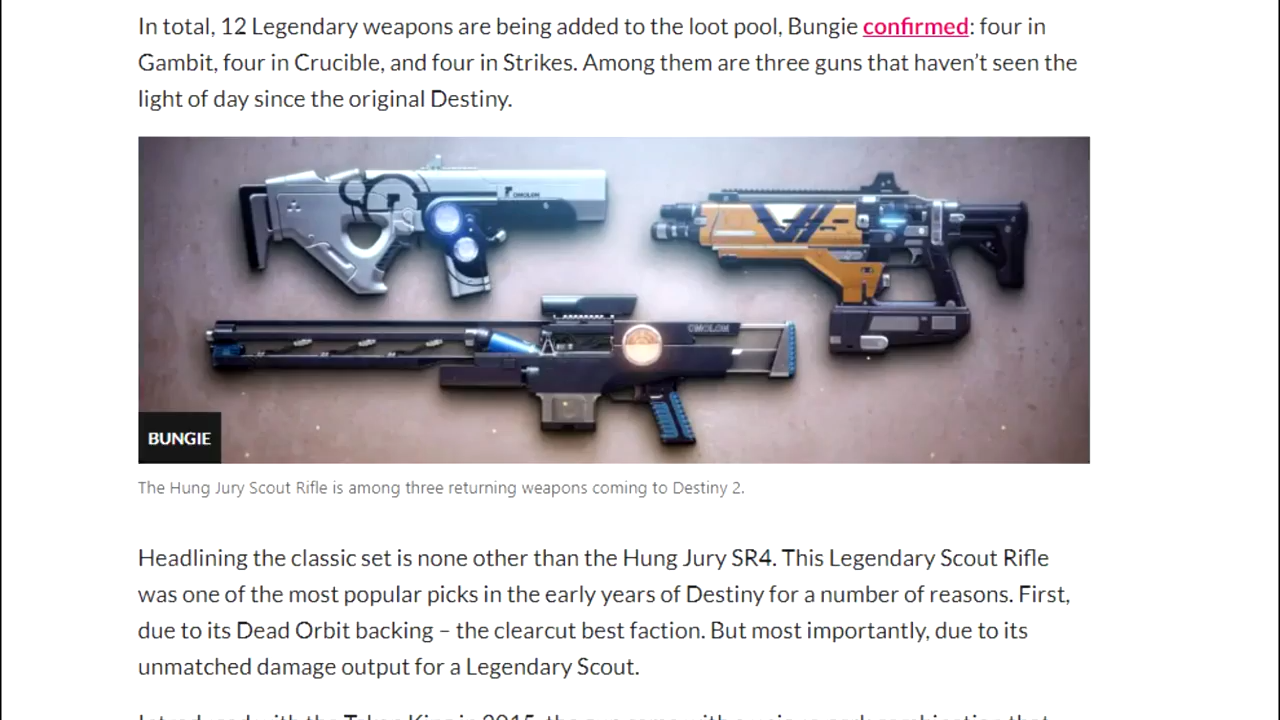 In total, 12 Legendary weapons are being added to the loot pool, Bungie confirmed: four in
Gambit, four in Crucible, and four in Strikes. Among them are three guns that haven’t seen the
light of day since the original Destiny.
OMOLON
OMOLON
BUNGIE
The Hung Jury Scout Rifle is among three returning weapons coming to Destiny 2.
Headlining the classic set is none other than the Hung Jury SR4. This Legendary Scout Rifle
was one of the most popular picks in the early years of Destiny for a number of reasons. First,
due to its Dead Orbit backing – the clearcut best faction. But most importantly, due to its
unmatched damage output for a Legendary Scout.